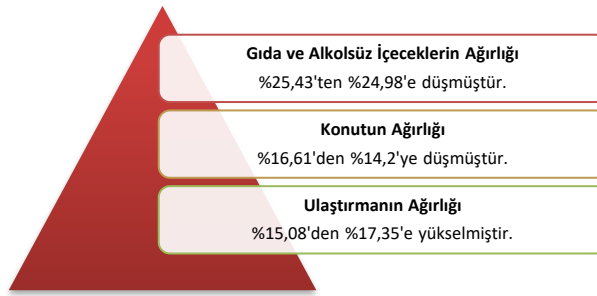 Gıda ve Alkolsüz İçeceklerin Ağırlığı
%25,43'ten %24,98'e düşmüştür.
Konutun Ağırlığı
%16,61'den %14,2'ye düşmüştür.
Ulaştırmanın Ağırlığı
%15,08'den %17,35'e yükselmiştir.